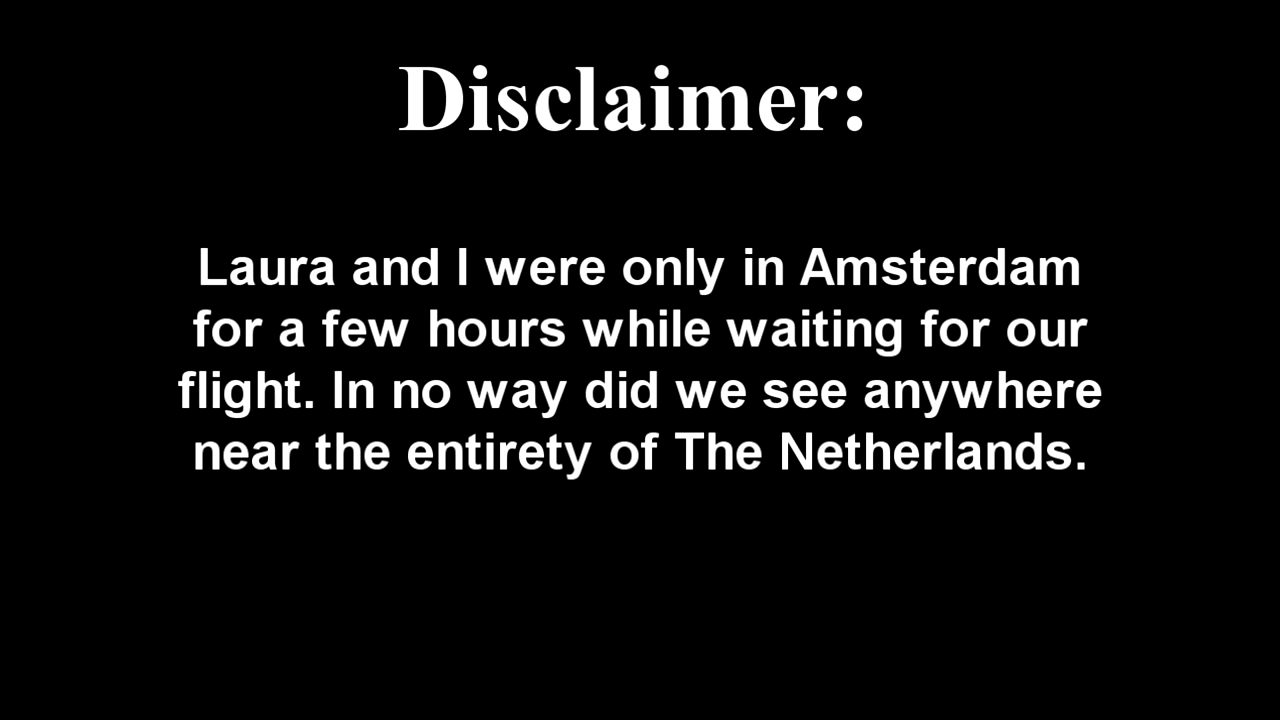 Disclaimer:
Laura and I were only in Amsterdam
for a few hours while waiting for our
flight. In no way did we see anywhere
near the entirety of The Netherlands.